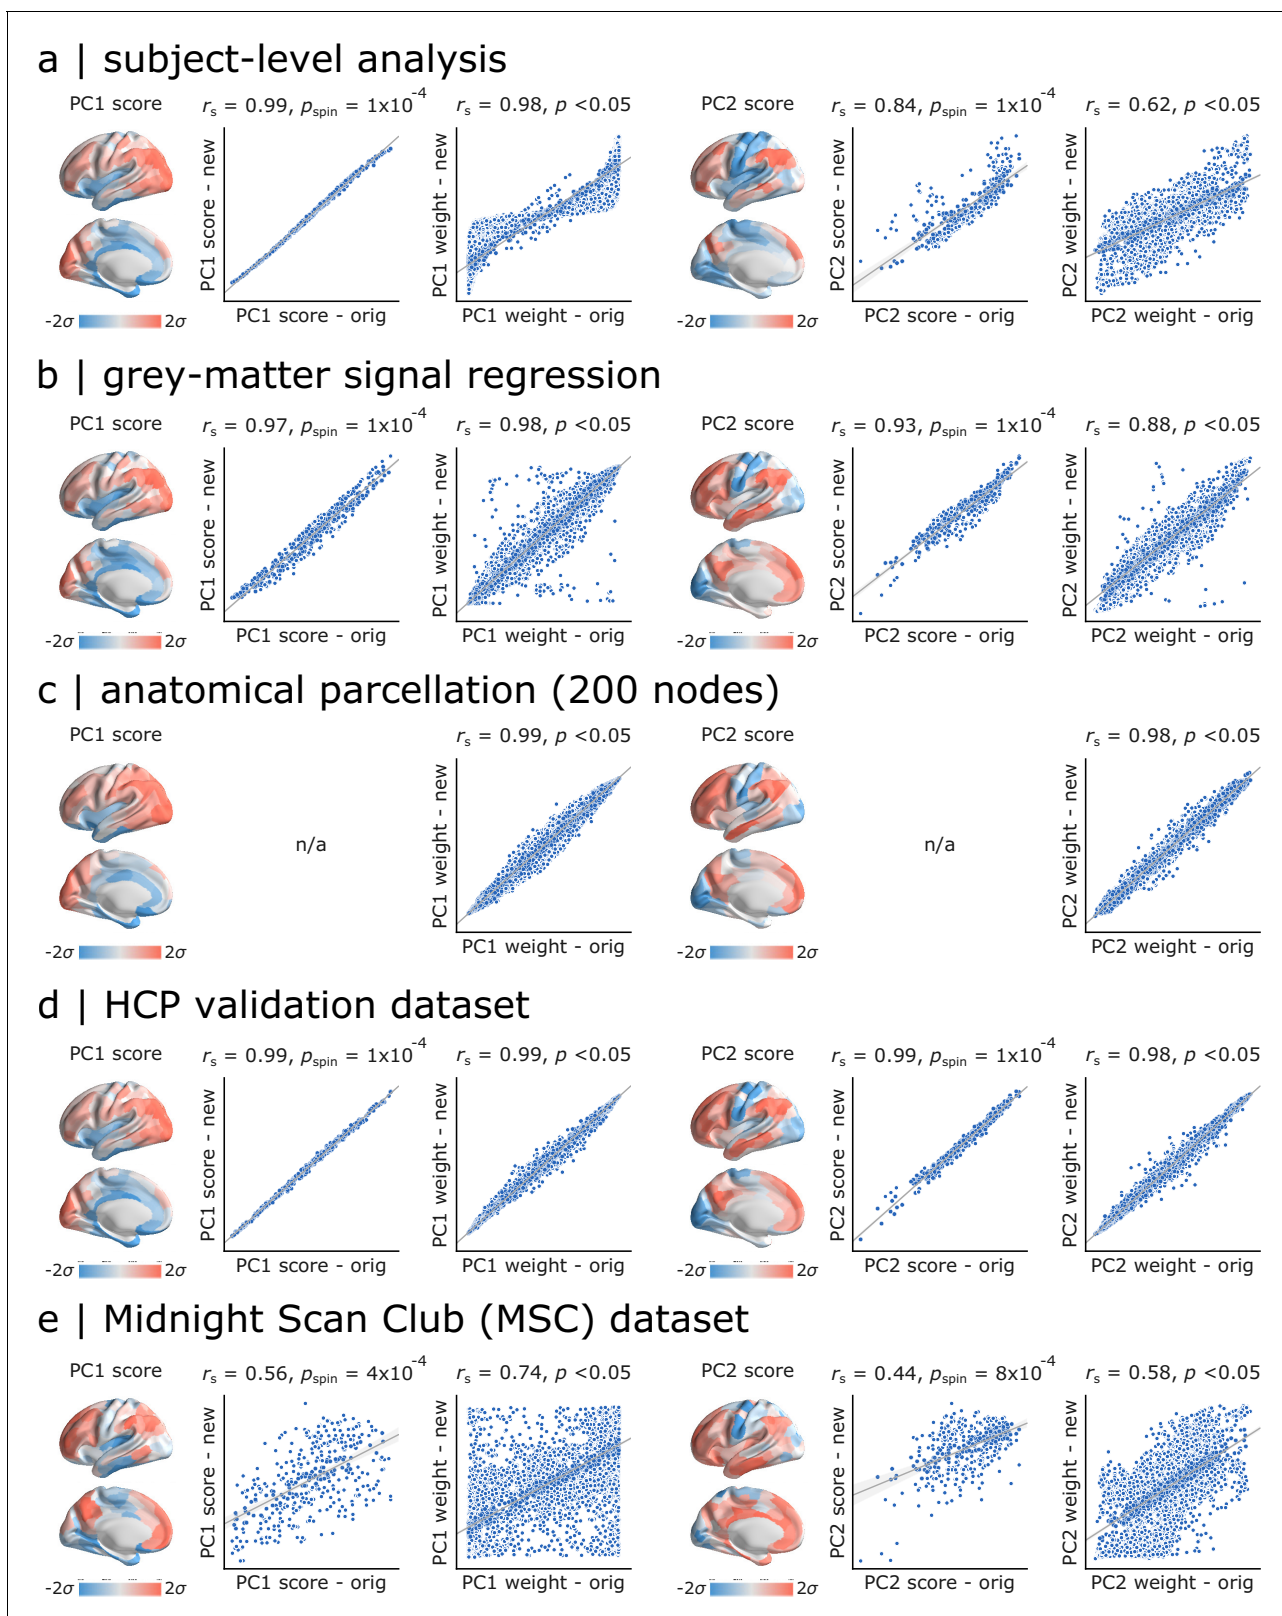 a | subject-level analysis
PC1 score
rs = 0.99, pspin = 1x10-4
rs = 0.98, p <0.05
PC2 score
rs = 0.84, pspin = 1x10-4
rs = 0.62, p <0.05
PC1 score - new
PC1 weight - new
PC2 score - new
PC2 weight - new
-2σ 2σ
PC1 score - orig
PC1 weight - orig
-2σ 2σ
PC2 score - orig
PC2 weight - orig
b | grey-matter signal regression
PC1 score
rs = 0.97, pspin = 1x10-4
rs = 0.98, p <0.05
PC2 score
rs = 0.93, pspin = 1x10-4
rs = 0.88, p <0.05
PC1 score - new
PC1 weight - new
PC2 score - new
PC2 weight - new
-2σ 2σ
PC1 score - orig
PC1 weight - orig
-2σ 2σ
PC2 score - orig
PC2 weight - orig
c | anatomical parcellation (200 nodes)
PC1 score
rs = 0.99, p <0.05
PC2 score
rs = 0.98, p <0.05
n/a
PC1 weight - new
n/a
PC2 weight - new
-2σ 2σ
PC1 weight - orig
-2σ 2σ
PC2 weight - orig
d | HCP validation dataset
PC1 score
rs = 0.99, pspin = 1x10-4
rs = 0.99, p <0.05
PC2 score
rs = 0.99, pspin = 1x10-4
rs = 0.98, p <0.05
PC1 score - new
PC1 weight - new
PC2 score - new
PC2 weight - new
-2σ 2σ
PC1 score - orig
PC1 weight - orig
-2σ 2σ
PC2 score - orig
PC2 weight - orig
e | Midnight Scan Club (MSC) dataset
PC1 score
rs = 0.56, pspin = 4x10-4
rs = 0.74, p <0.05
PC2 score
rs = 0.44, pspin = 8x10-4
rs = 0.58, p <0.05
PC1 score - new
PC1 weight - new
PC2 score - new
PC2 weight - new
-2σ 2σ
PC1 score - orig
PC1 weight - orig
-2σ 2σ
PC2 score - orig
PC2 weight - orig